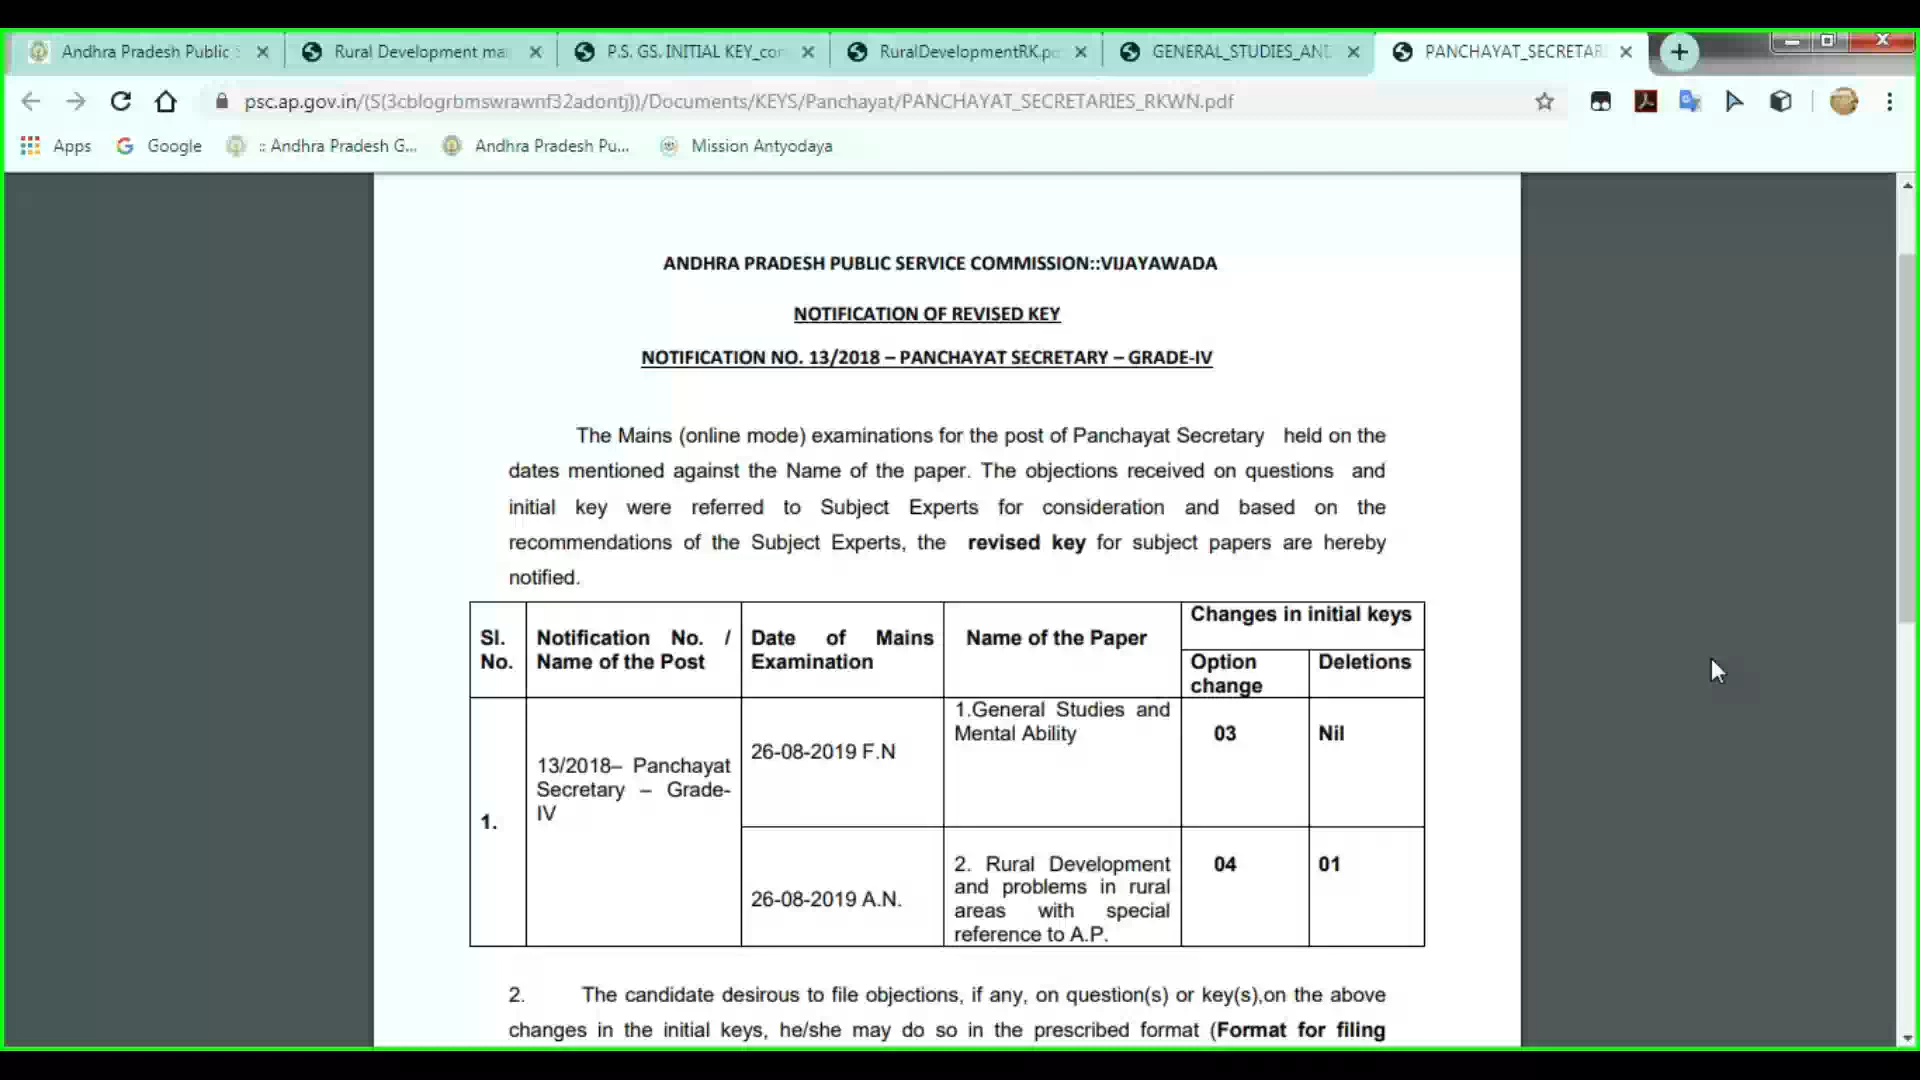 Andhra Pradesh Public
Rural Development ma
P.S. GS. INITIAL KEY_co
RuralDevelopmentRK.p
GENERAL_STUDIES_AND
PANCHAYAT_SECRETAR
psc.ap.gov.in/(S(3cblogrbmswrawnf32adontj))/Documents/KEYS/Panchayat/PANCHAYAT_SECRETARIES_RKWN.pdf
Apps Google :: Andhra Pradesh G... Andhra Pradesh Pu... Mission Antyodaya
ANDHRA PRADESH PUBLIC SERVICE COMMISSION::VIJAYAWADA
NOTIFICATION OF REVISED KEY
NOTIFICATION NO. 13/2018 – PANCHAYAT SECRETARY – GRADE-IV
The Mains (online mode) examinations for the post of Panchayat Secretary held on the
dates mentioned against the Name of the paper. The objections received on questions and
initial key were referred to Subject Experts for consideration and based on the
recommendations of the Subject Experts, the revised key for subject papers are hereby
notified.
Sl.
No.
Notification No. /
Name of the Post
Date of Mains
Examination
Name of the Paper
Changes in initial keys
Option
change
Deletions
1.
13/2018– Panchayat
Secretary – Grade-
IV
26-08-2019 F.N
1.General Studies and
Mental Ability
03
Nil
26-08-2019 A.N.
2. Rural Development
and problems in rural
areas with special
reference to A.P.
04
01
2. The candidate desirous to file objections, if any, on question(s) or key(s),on the above
changes in the initial keys, he/she may do so in the prescribed format (Format for filing